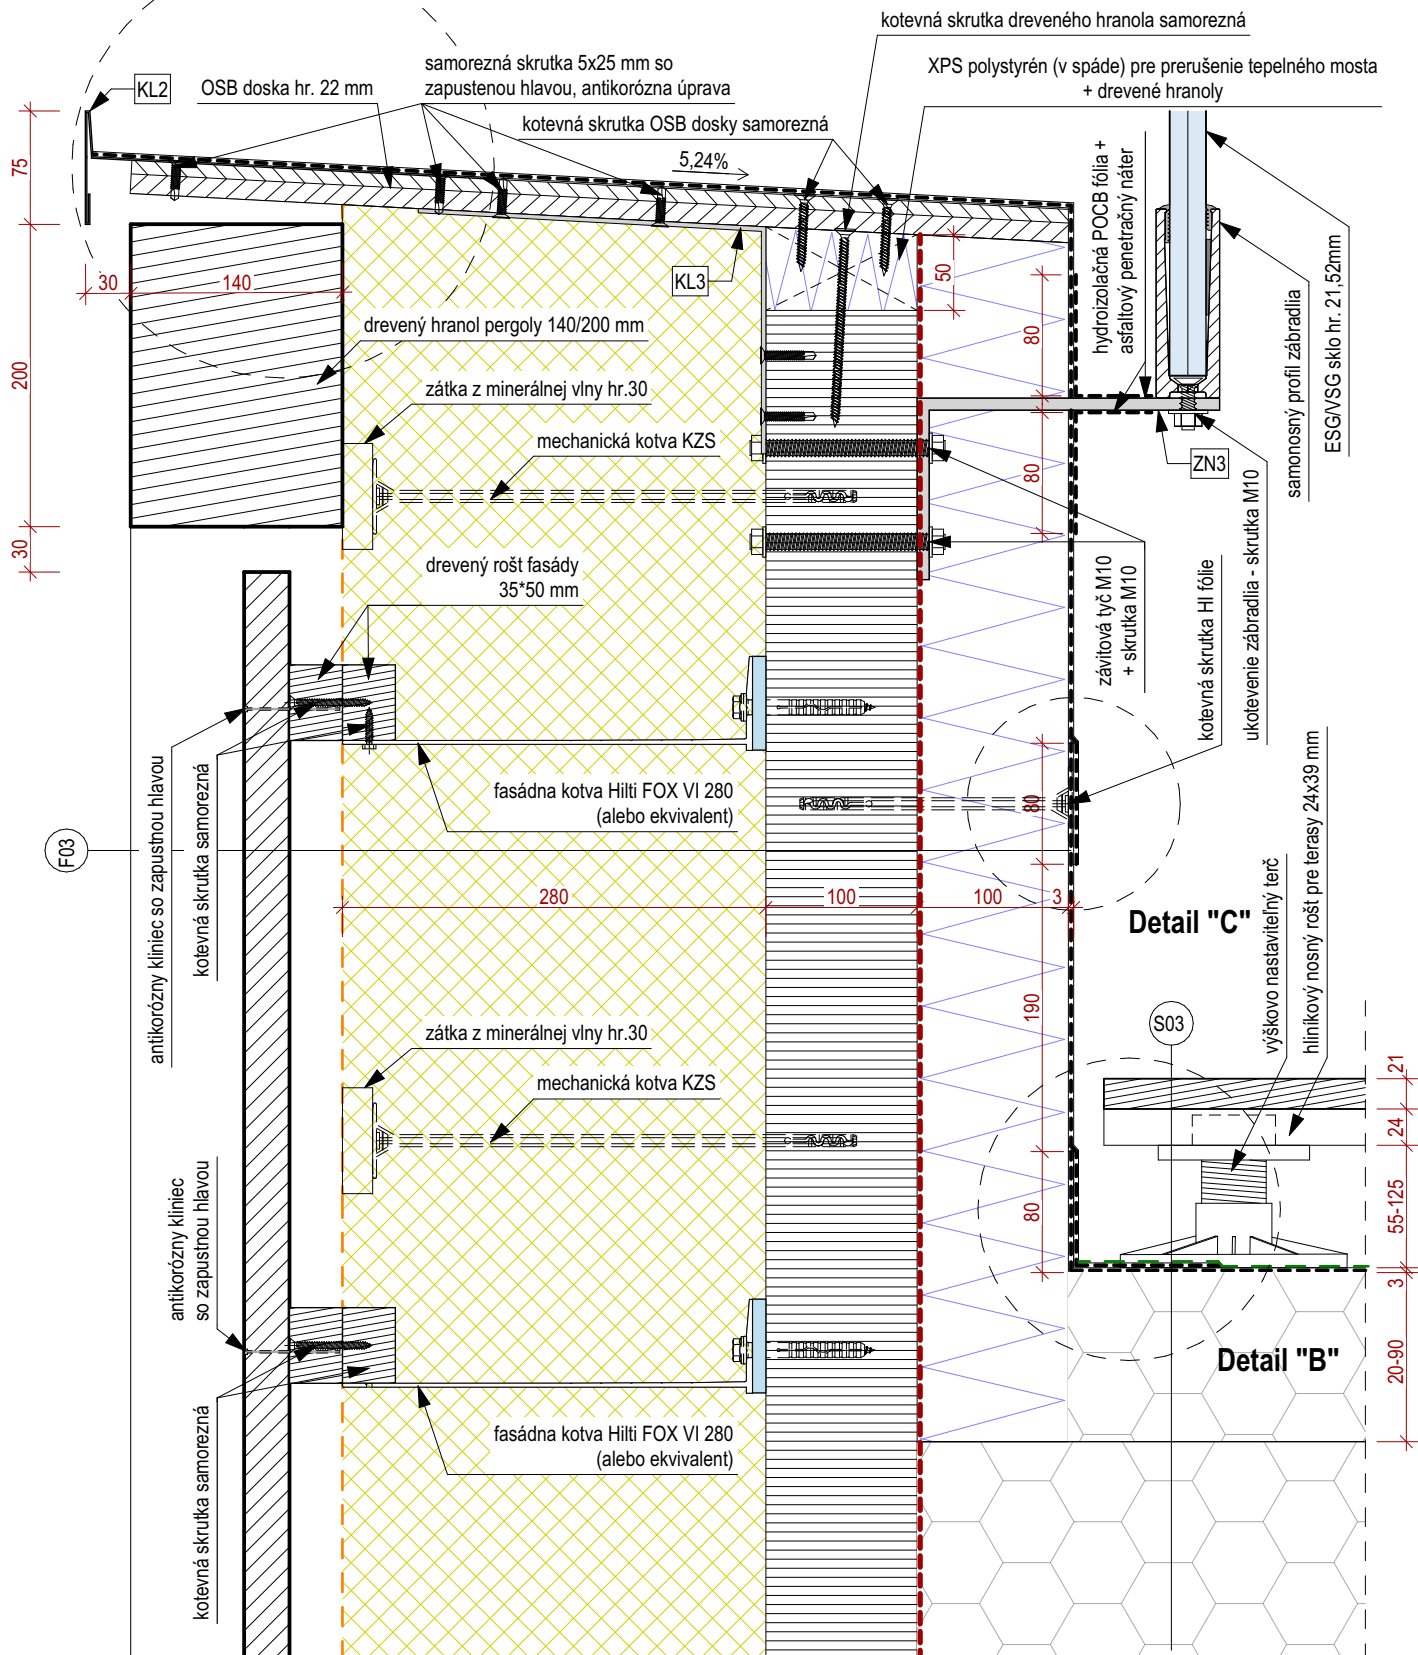 kotevná skrutka dreveného hranola samorezná
XPS polystyrén (v spáde) pre prerušenie tepelného mosta
+ drevené hranoly
samorezná skrutka 5x25 mm so
zapustenou hlavou, antikorózna úprava
KL2
OSB doska hr. 22 mm
kotevná skrutka OSB dosky samorezná
5,24%
75
hydroizolačná POCB fólia +
asfaltový penetračný náter
samonosný profil zábradlia
ESG/VSG sklo hr. 21,52mm
30
140
KL3
50
80
drevený hranol pergoly 140/200 mm
200
zátka z minerálnej vlny hr.30
mechanická kotva KZS
80
ZN3
30
drevený rošt fasády
35*50 mm
závitová tyč M10
+ skrutka M10
kotevná skrutka HI fólie
ukotevenie zábradlia - skrutka M10
antikorózny kliniec so zapustnou hlavou
kotevná skrutka samorezná
fasádna kotva Hilti FOX VI 280
(alebo ekvivalent)
80
F03
280
100
100
3
Detail "C"
190
výškovo nastaviteľný terč
hliníkový nosný rošt pre terasy 24x39 mm
S03
zátka z minerálnej vlny hr.30
mechanická kotva KZS
21
24
55-125
80
antikorózny kliniec
so zapustnou hlavou
3
20-90
Detail "B"
kotevná skrutka samorezná
fasádna kotva Hilti FOX VI 280
(alebo ekvivalent)